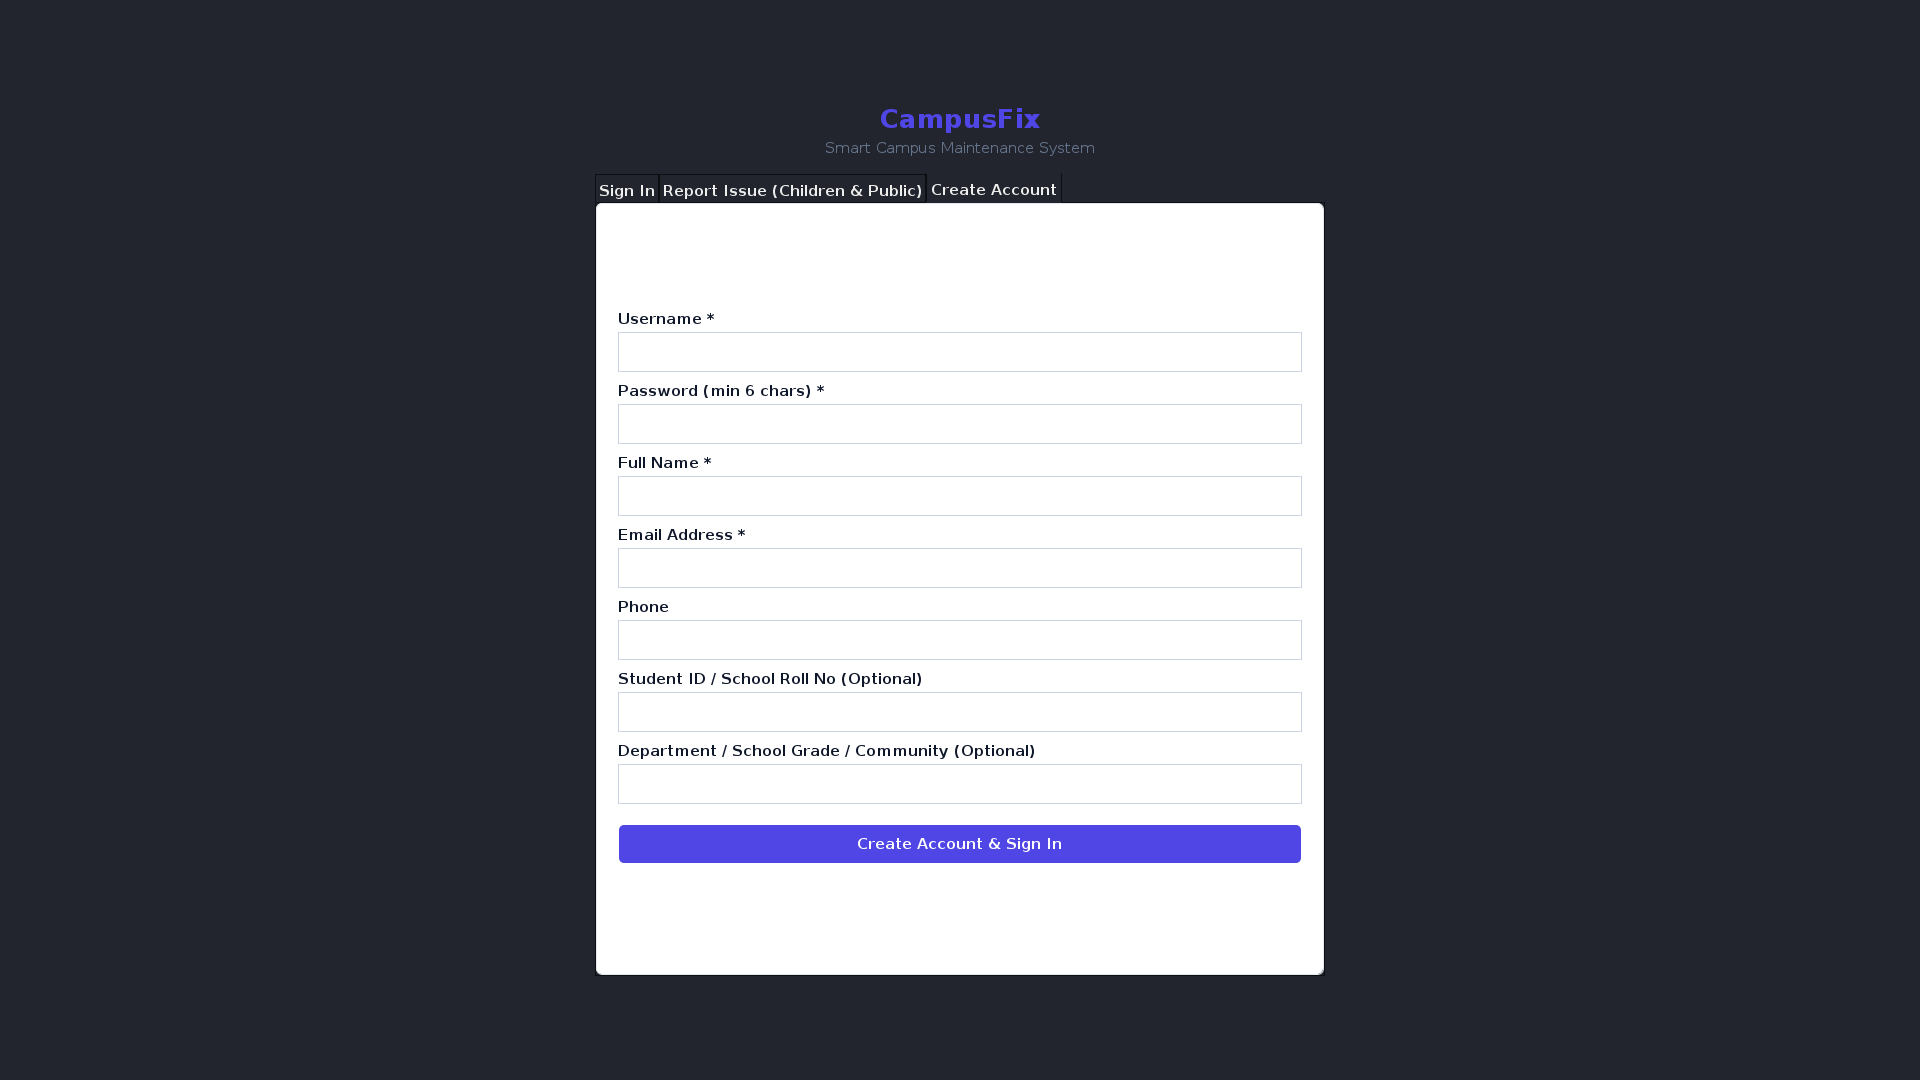 CampusFix
Smart Campus Maintenance System
Sign In
Report Issue (Children & Public)
Create Account
Username *
Password (min 6 chars) *
Full Name *
Email Address *
Phone
Student ID / School Roll No (Optional)
Department / School Grade / Community (Optional)
Create Account & Sign In